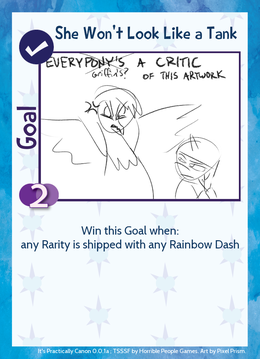 She Won't Look Like a Tank
EVERYPONY'S A CRITIC
Griffid's?
OF THIS ARTWORK
Goal
2
Win this Goal when:
any Rarity is shipped with any Rainbow Dash
It's Practically Canon 0.0.1a ; TSSSF by Horrible People Games. Art by Pixel Prism.